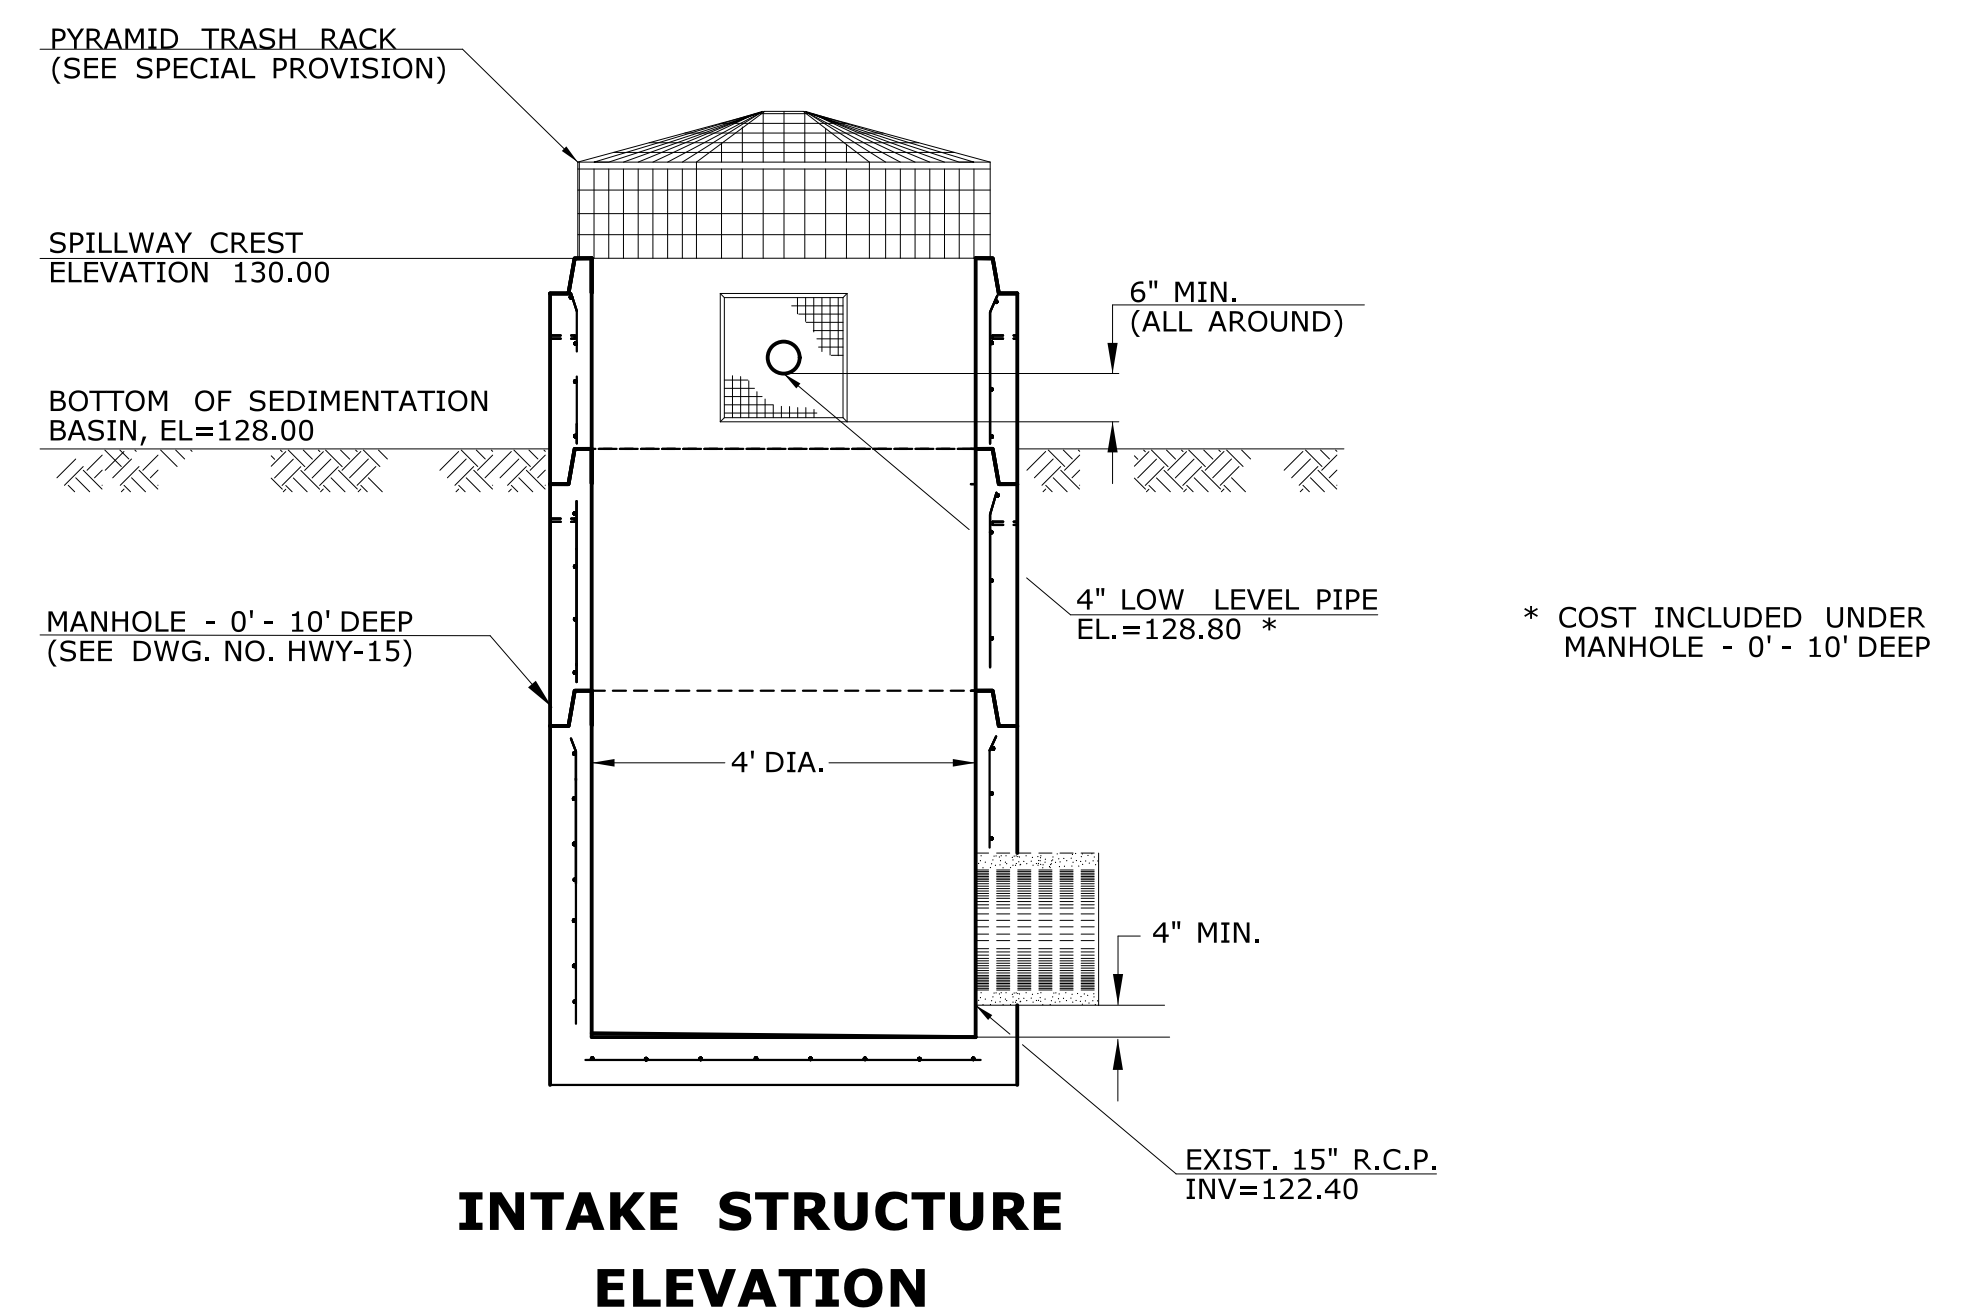 PYRAMID TRASH RACK
(SEE SPECIAL PROVISION)
SPILLWAY CREST
ELEVATION 130.00
6" MIN.
(ALL AROUND)
BOTTOM OF SEDIMENTATION
BASIN, EL=128.00
4" LOW LEVEL PIPE
EL.=128.80 *
* COST INCLUDED UNDER
MANHOLE - 0' - 10' DEEP
MANHOLE - 0' - 10' DEEP
(SEE DWG. NO. HWY-15)
4' DIA.
4" MIN.
EXIST. 15" R.C.P.
INV=122.40
INTAKE STRUCTURE
ELEVATION